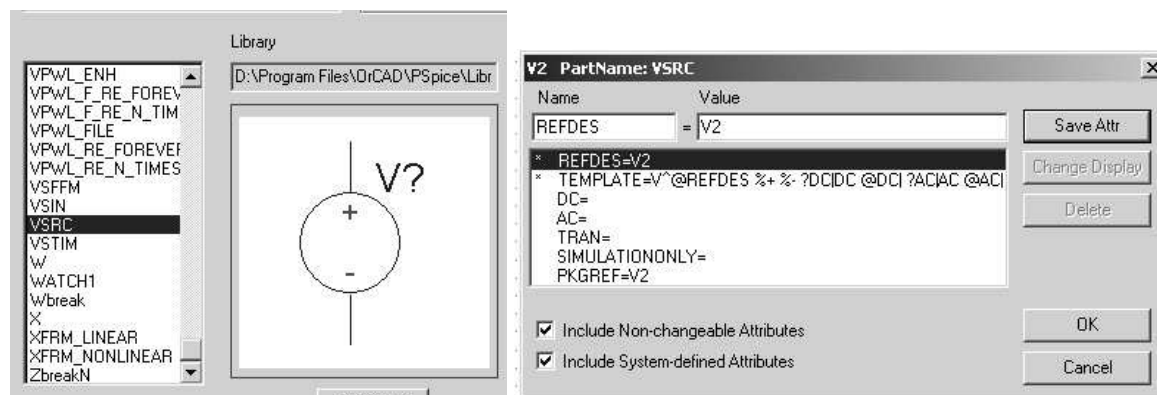 Library
D:\Program Files\OrCAD\PSpice\Libr
VPWL_ENH
VPWL_F_RE_FOREV
VPWL_F_RE_N_TIM
VPWL_FILE
VPWL_RE_FOREVER
VPWL_RE_N_TIMES
VSFFM
VSIN
VSRC
VSTIM
W
WATCH1
Wbreak
X
XFRM_LINEAR
XFRM_NONLINEAR
ZbreakN
V?
+
-
V2 PartName: VSRC
Name Value
REFDES = V2
* REFDES=V2
* TEMPLATE=V^@REFDES %+ %- ?DC|DC @DC| ?AC|AC @AC|
DC=
AC=
TRAN=
SIMULATIONONLY=
PKGREF=V2
Save Attr
Change Display
Delete
Include Non-changeable Attributes
Include System-defined Attributes
OK
Cancel